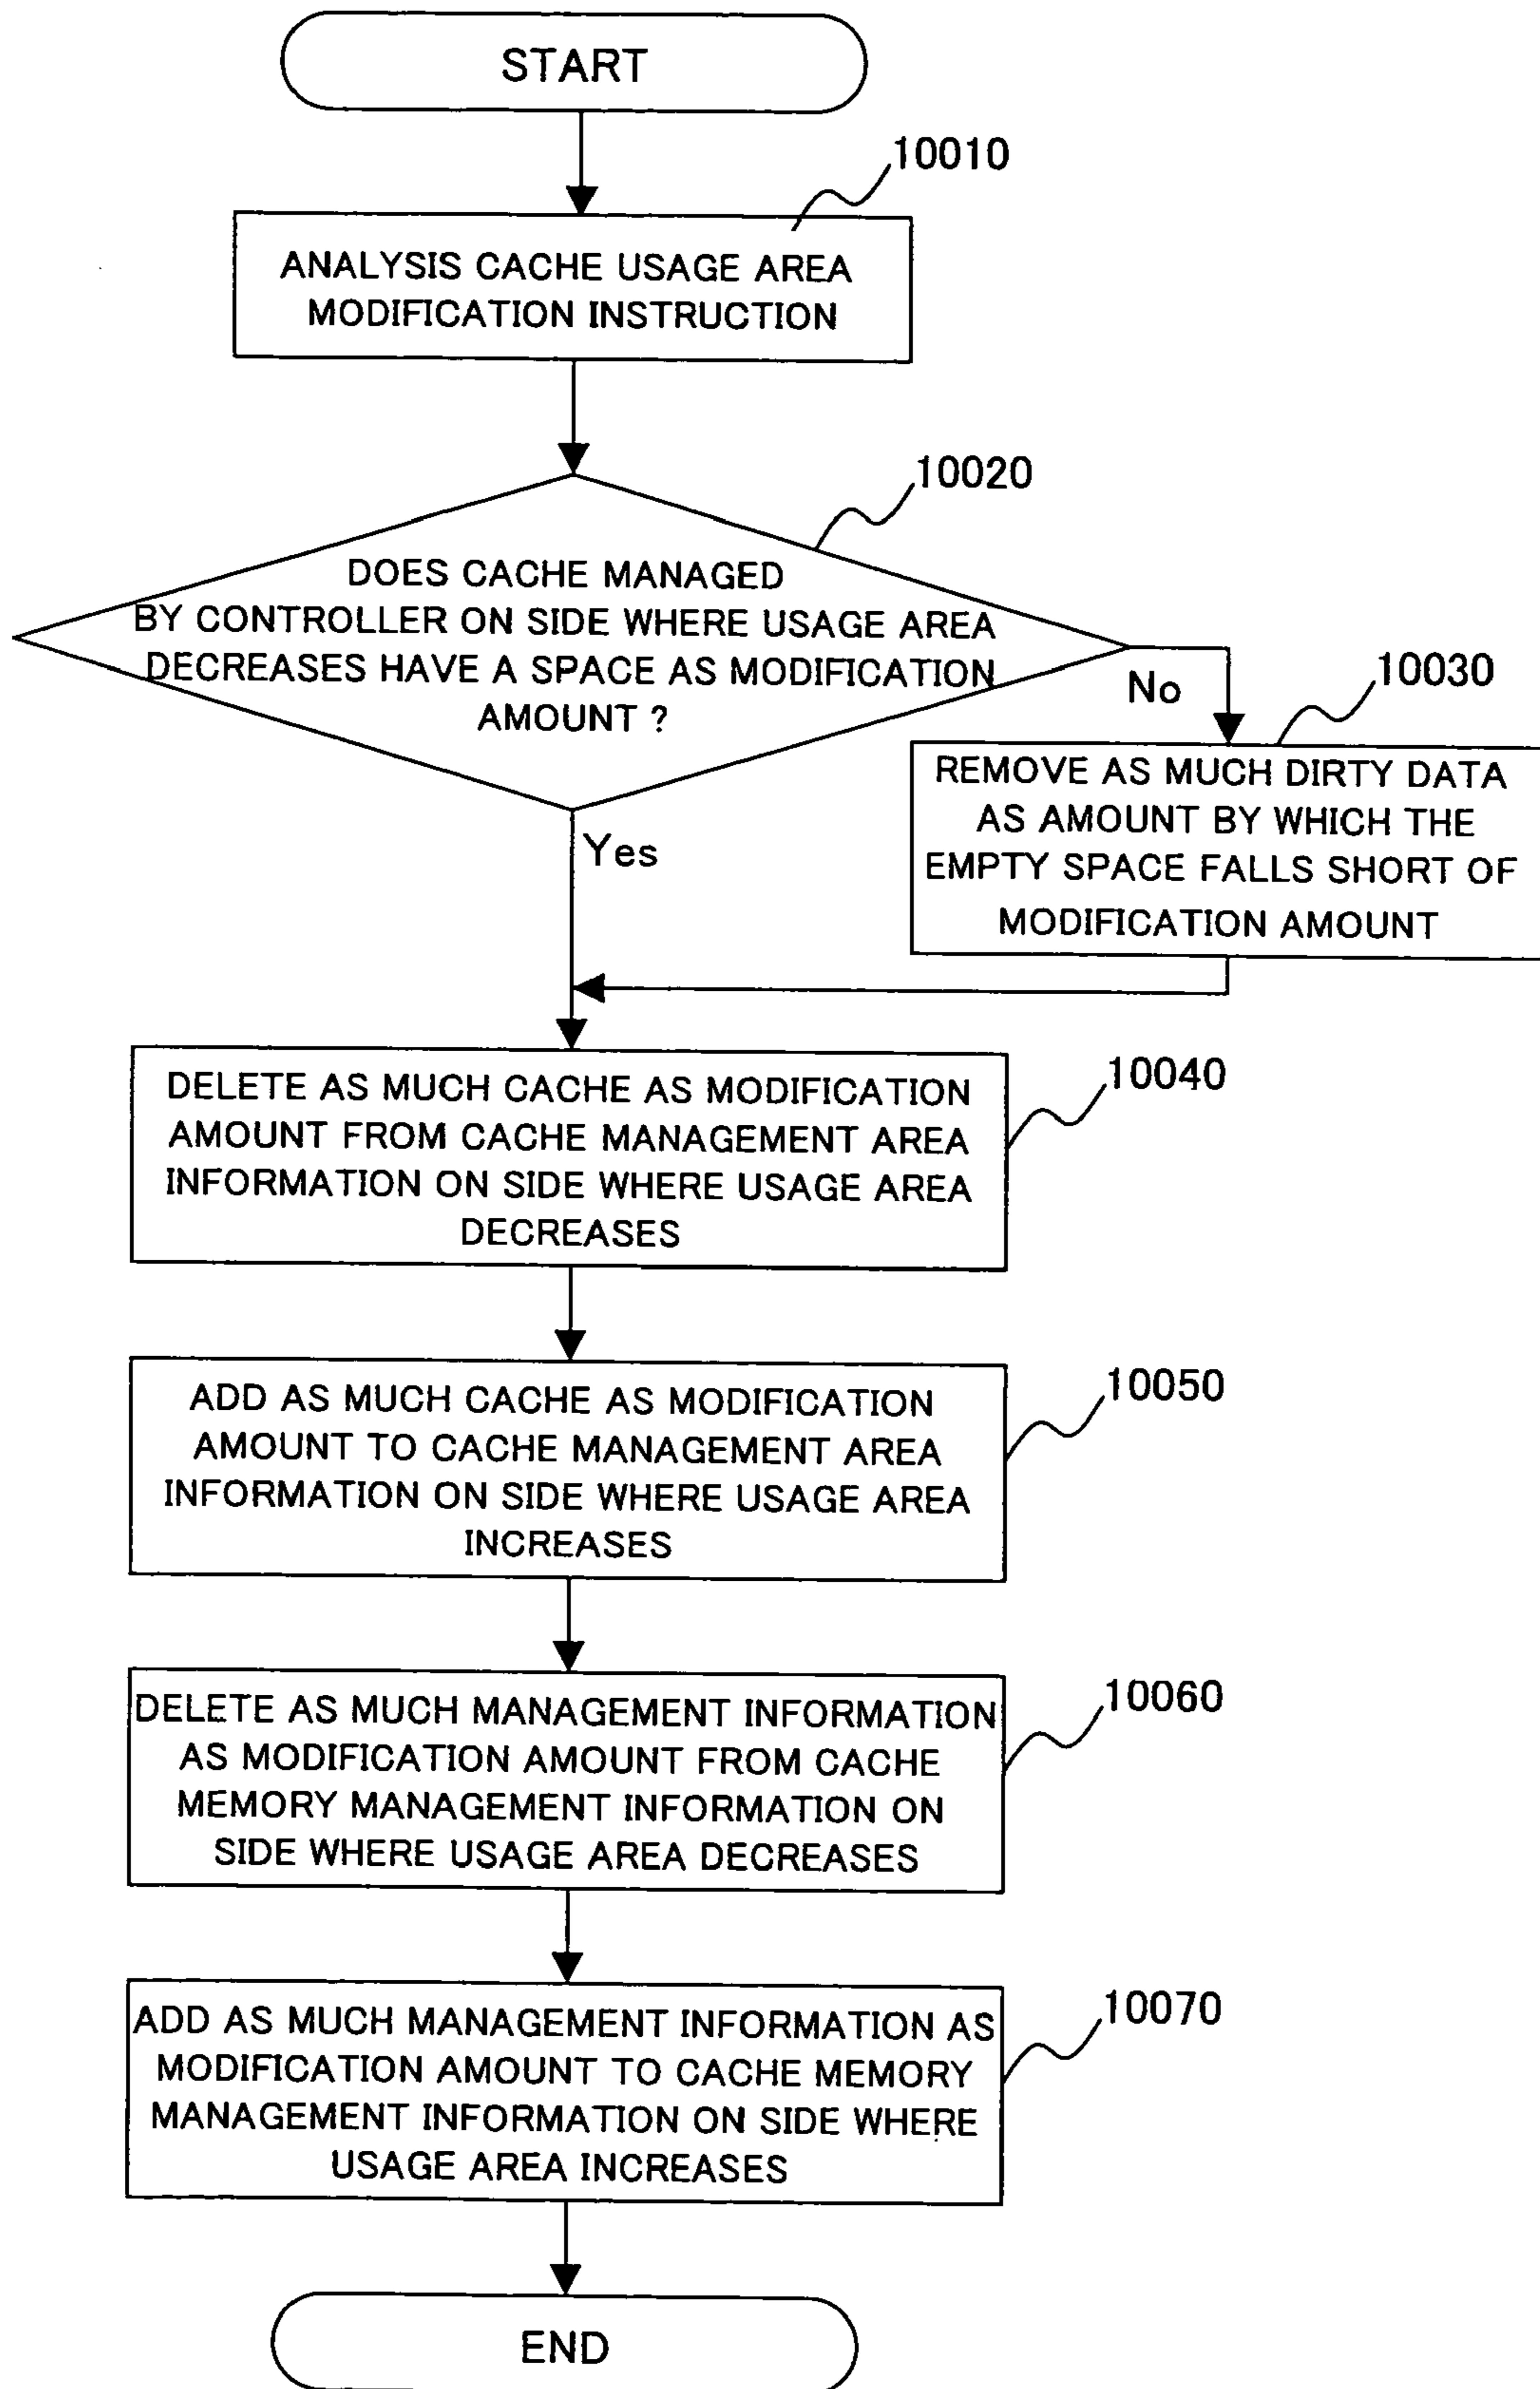 START
10010
ANALYSIS CACHE USAGE AREA
MODIFICATION INSTRUCTION
10020
DOES CACHE MANAGED
BY CONTROLLER ON SIDE WHERE USAGE AREA
DECREASES HAVE A SPACE AS MODIFICATION
AMOUNT ?
No
10030
REMOVE AS MUCH DIRTY DATA
AS AMOUNT BY WHICH THE
EMPTY SPACE FALLS SHORT OF
MODIFICATION AMOUNT
Yes
DELETE AS MUCH CACHE AS MODIFICATION
AMOUNT FROM CACHE MANAGEMENT AREA
INFORMATION ON SIDE WHERE USAGE AREA
DECREASES
10040
ADD AS MUCH CACHE AS MODIFICATION
AMOUNT TO CACHE MANAGEMENT AREA
INFORMATION ON SIDE WHERE USAGE AREA
INCREASES
10050
DELETE AS MUCH MANAGEMENT INFORMATION
AS MODIFICATION AMOUNT FROM CACHE
MEMORY MANAGEMENT INFORMATION ON
SIDE WHERE USAGE AREA DECREASES
10060
ADD AS MUCH MANAGEMENT INFORMATION AS
MODIFICATION AMOUNT TO CACHE MEMORY
MANAGEMENT INFORMATION ON SIDE WHERE
USAGE AREA INCREASES
10070
END